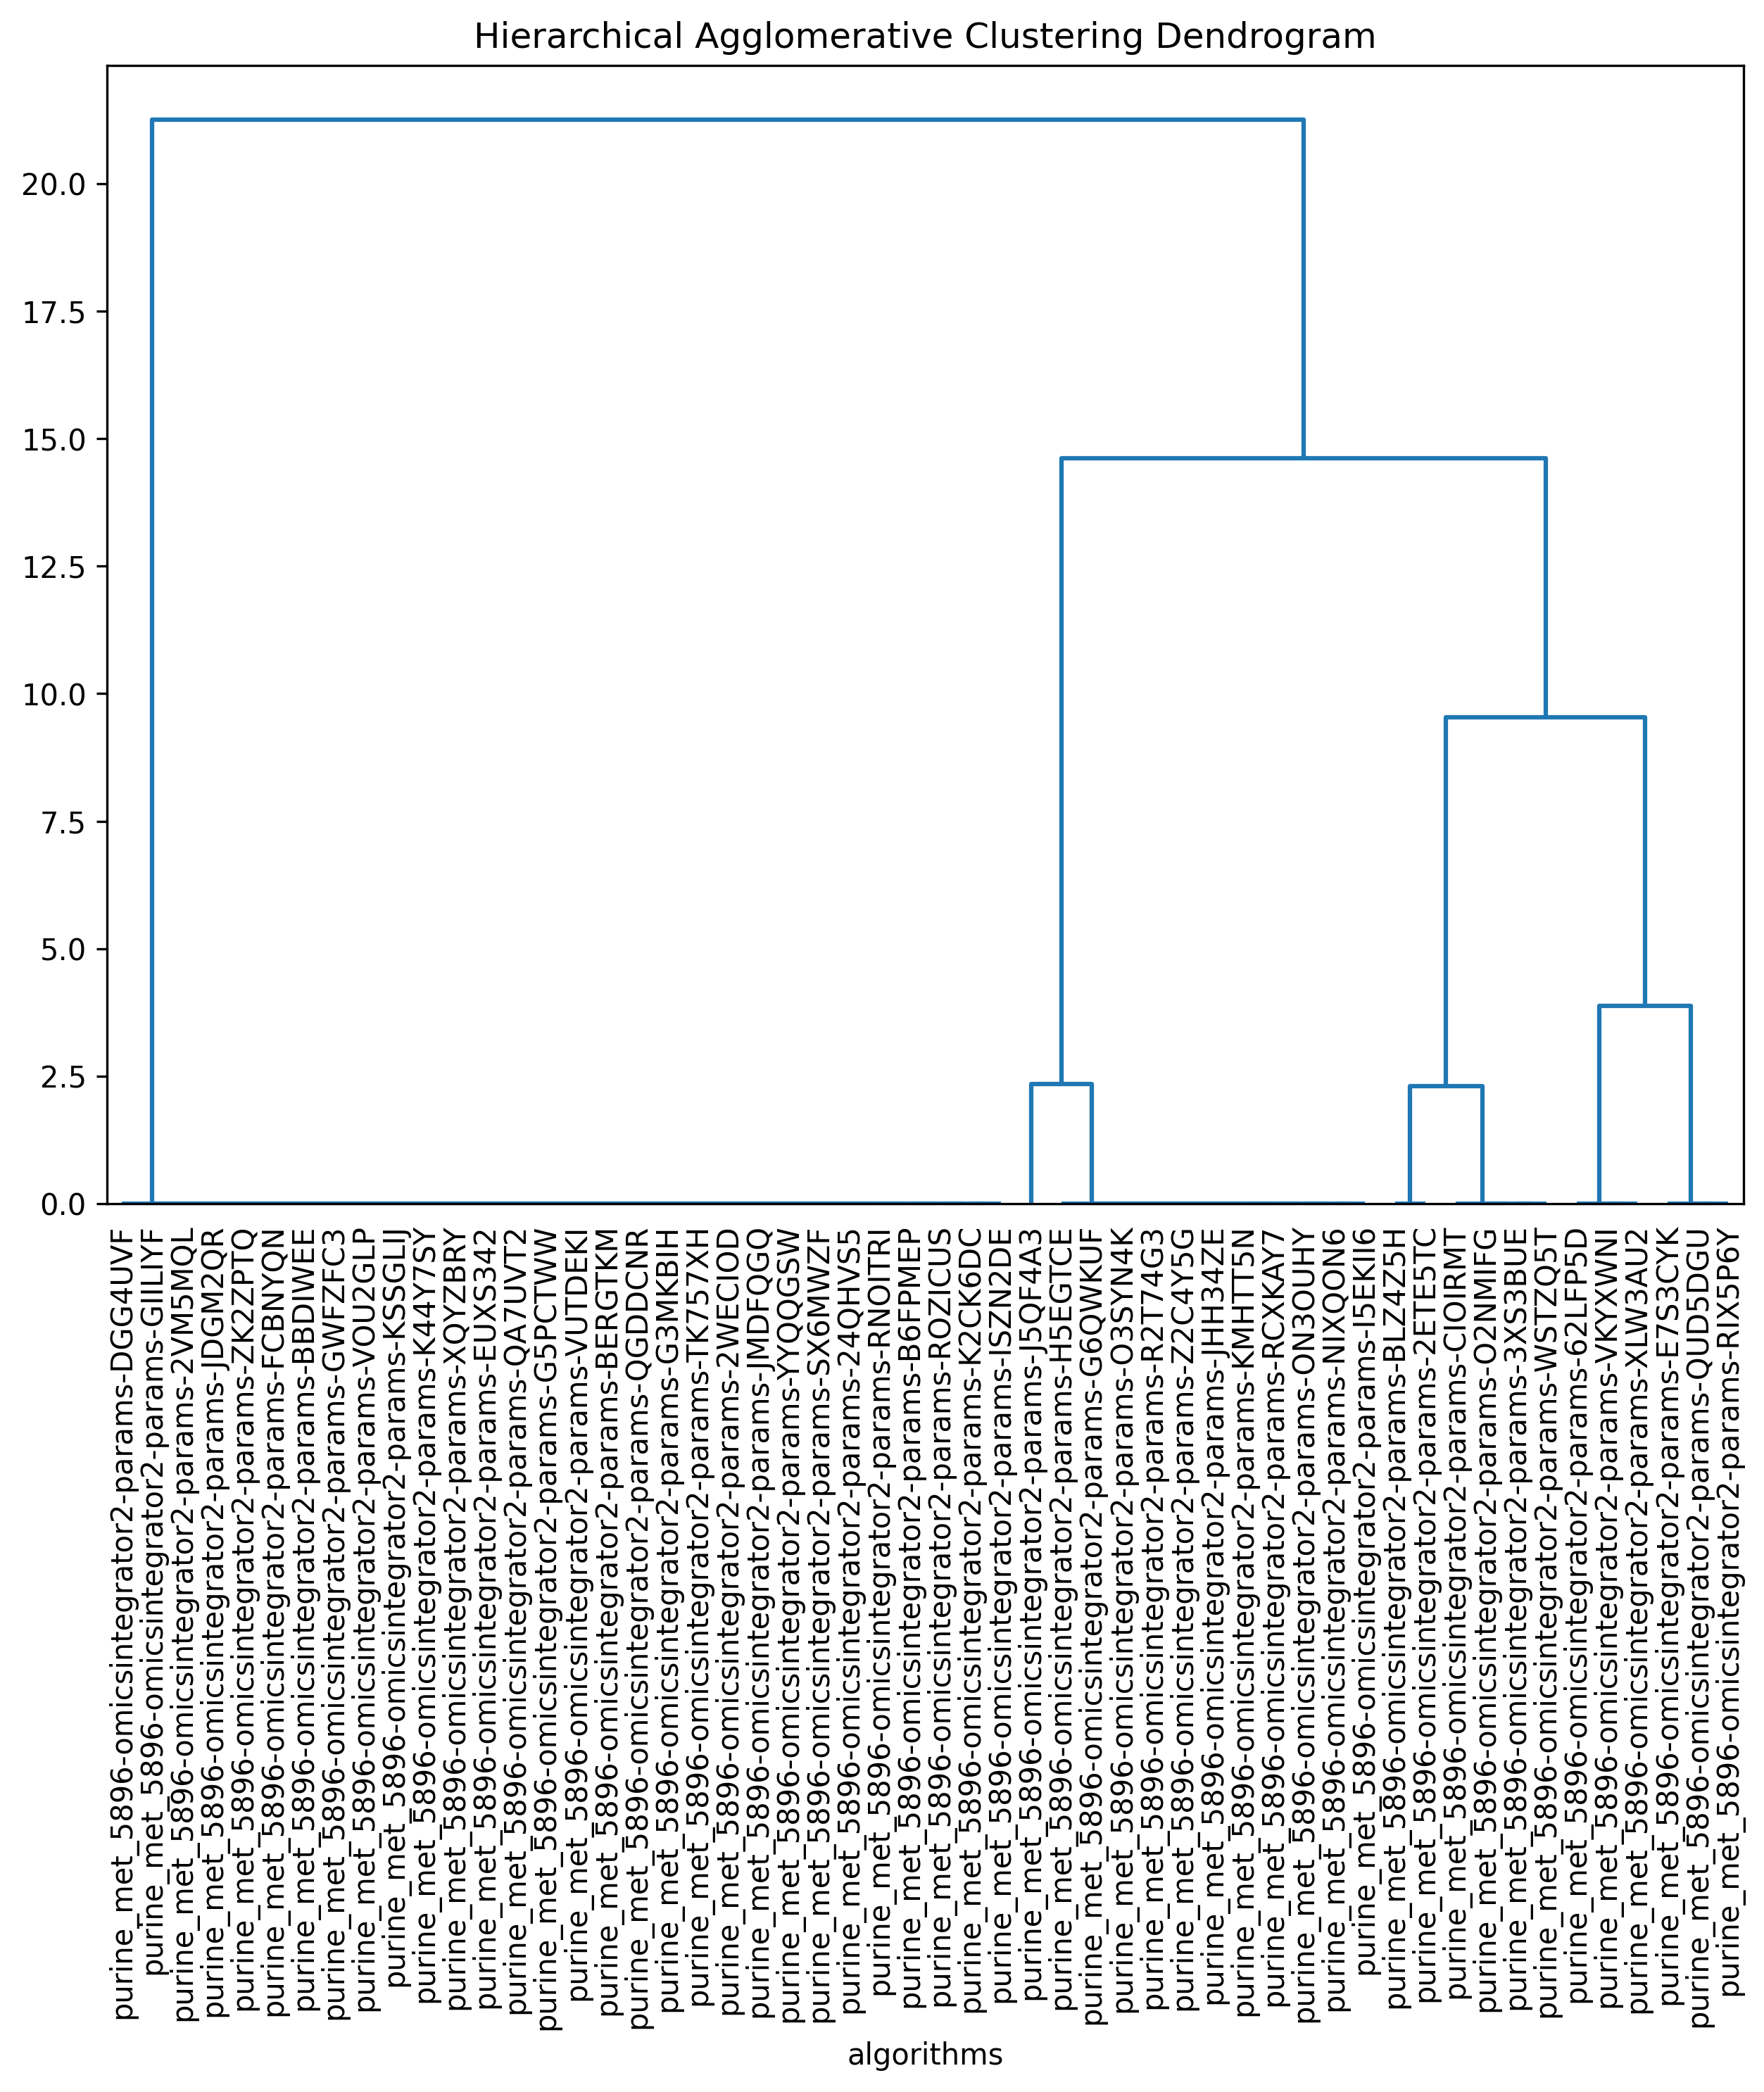 Hierarchical Agglomerative Clustering Dendrogram
20.0
17.5
15.0
12.5
10.0
7.5
5.0
2.5
0.0
purine_met_5896-omicsintegrator2-params-DGG4UVF
purine_met_5896-omicsintegrator2-params-GIILIYF
purine_met_5896-omicsintegrator2-params-2VM5MQL
purine_met_5896-omicsintegrator2-params-JDGM2QR
purine_met_5896-omicsintegrator2-params-ZK2ZPTQ
purine_met_5896-omicsintegrator2-params-FCBNYQN
purine_met_5896-omicsintegrator2-params-BBDIWEE
purine_met_5896-omicsintegrator2-params-GWFZFC3
purine_met_5896-omicsintegrator2-params-VOU2GLP
purine_met_5896-omicsintegrator2-params-KSSGLIJ
purine_met_5896-omicsintegrator2-params-K44Y7SY
purine_met_5896-omicsintegrator2-params-XQYZBRY
purine_met_5896-omicsintegrator2-params-EUXS342
purine_met_5896-omicsintegrator2-params-QA7UVT2
purine_met_5896-omicsintegrator2-params-G5PCTWW
purine_met_5896-omicsintegrator2-params-VUTDEKI
purine_met_5896-omicsintegrator2-params-BERGTKM
purine_met_5896-omicsintegrator2-params-QGDDCNR
purine_met_5896-omicsintegrator2-params-G3MKBIH
purine_met_5896-omicsintegrator2-params-TK757XH
purine_met_5896-omicsintegrator2-params-2WECIOD
purine_met_5896-omicsintegrator2-params-JMDFQGQ
purine_met_5896-omicsintegrator2-params-YYQQGSW
purine_met_5896-omicsintegrator2-params-SX6MWZF
purine_met_5896-omicsintegrator2-params-24QHVS5
purine_met_5896-omicsintegrator2-params-RNOITRI
purine_met_5896-omicsintegrator2-params-B6FPMEP
purine_met_5896-omicsintegrator2-params-ROZICUS
purine_met_5896-omicsintegrator2-params-K2CK6DC
purine_met_5896-omicsintegrator2-params-ISZN2DE
purine_met_5896-omicsintegrator2-params-J5QF4A3
purine_met_5896-omicsintegrator2-params-H5EGTCE
purine_met_5896-omicsintegrator2-params-G6QWKUF
purine_met_5896-omicsintegrator2-params-O3SYN4K
purine_met_5896-omicsintegrator2-params-R2T74G3
purine_met_5896-omicsintegrator2-params-Z2C4Y5G
purine_met_5896-omicsintegrator2-params-JHH34ZE
purine_met_5896-omicsintegrator2-params-KMHTT5N
purine_met_5896-omicsintegrator2-params-RCXKAY7
purine_met_5896-omicsintegrator2-params-ON3OUHY
purine_met_5896-omicsintegrator2-params-NIXQON6
purine_met_5896-omicsintegrator2-params-I5EKII6
purine_met_5896-omicsintegrator2-params-BLZ4Z5H
purine_met_5896-omicsintegrator2-params-2ETE5TC
purine_met_5896-omicsintegrator2-params-CIOIRMT
purine_met_5896-omicsintegrator2-params-O2NMIFG
purine_met_5896-omicsintegrator2-params-3XS3BUE
purine_met_5896-omicsintegrator2-params-WSTZQ5T
purine_met_5896-omicsintegrator2-params-62LFP5D
purine_met_5896-omicsintegrator2-params-VKYXWNI
purine_met_5896-omicsintegrator2-params-XLW3AU2
purine_met_5896-omicsintegrator2-params-E7S3CYK
purine_met_5896-omicsintegrator2-params-QUD5DGU
purine_met_5896-omicsintegrator2-params-RIX5P6Y
algorithms